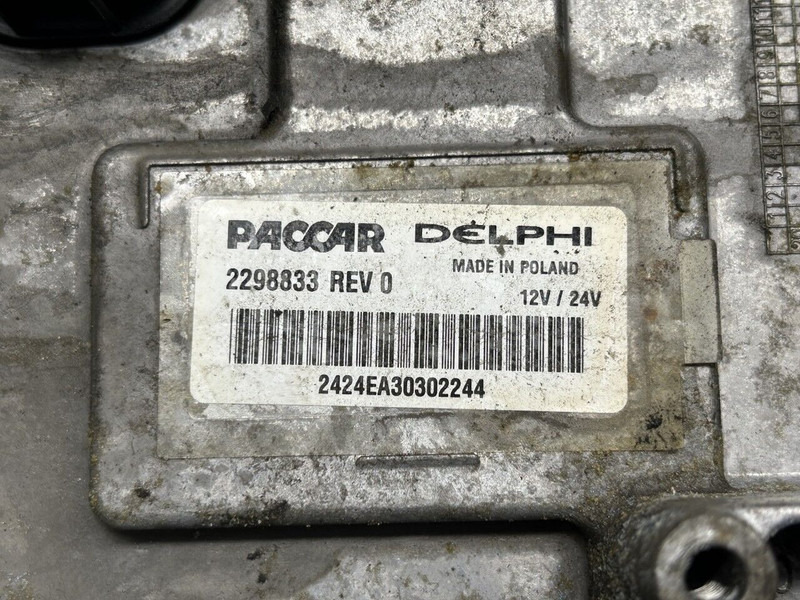 PACCAR DELPHI
2298833 REV 0
MADE IN POLAND
12V / 24V
2424EA30302244